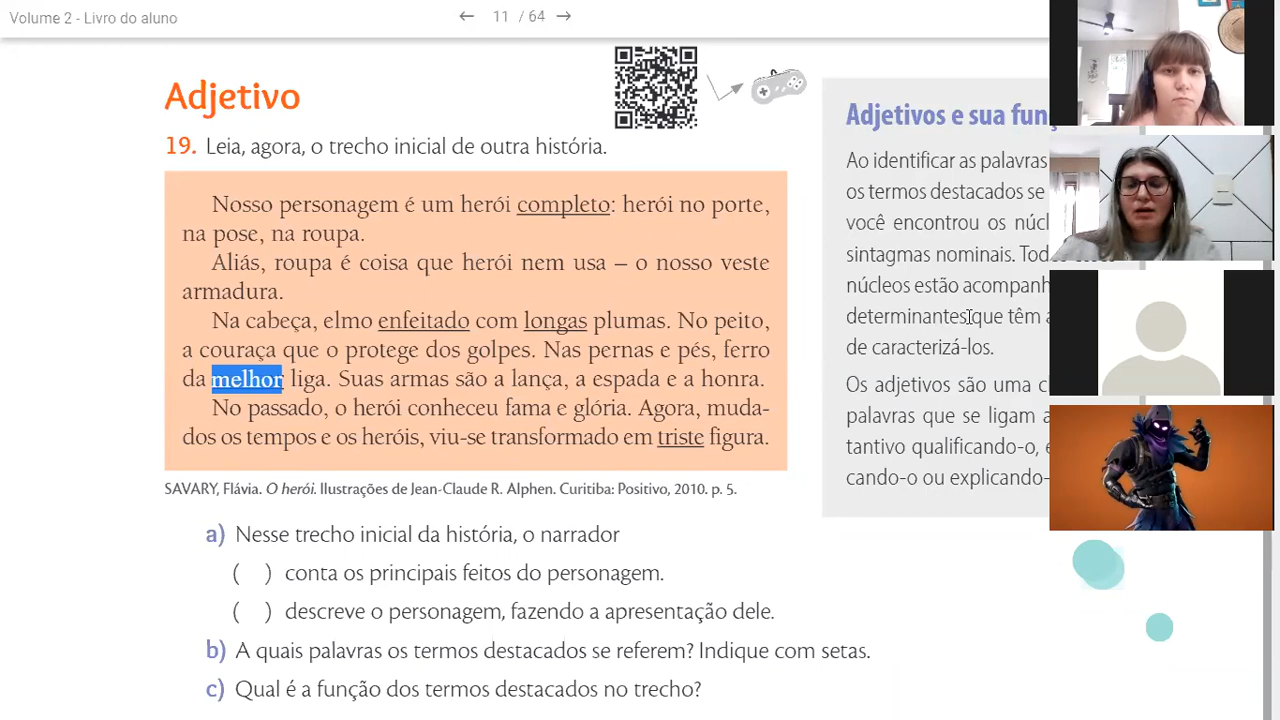 Volume 2 - Livro do aluno
11 / 64
Adjetivo
19. Leia, agora, o trecho inicial de outra história.
Nosso personagem é um herói completo: herói no porte,
na pose, na roupa.
Aliás, roupa é coisa que herói nem usa – o nosso veste
armadura.
Na cabeça, elmo enfeitado com longas plumas. No peito,
a couraça que o protege dos golpes. Nas pernas e pés, ferro
da melhor liga. Suas armas são a lança, a espada e a honra.
No passado, o herói conheceu fama e glória. Agora, muda-
dos os tempos e os heróis, viu-se transformado em triste figura.
SAVARY, Flávia. O herói. Ilustrações de Jean-Claude R. Alphen. Curitiba: Positivo, 2010. p. 5.
a) Nesse trecho inicial da história, o narrador
( ) conta os principais feitos do personagem.
( ) descreve o personagem, fazendo a apresentação dele.
b) A quais palavras os termos destacados se referem? Indique com setas.
c) Qual é a função dos termos destacados no trecho?
Adjetivos e sua
Ao identificar as palavras
os termos destacados se
você encontrou os
sintagmas nominais.
núcleos estão
determinantes que têm
de caracterizá-los.
Os adjetivos são uma
palavras que se ligam
tantivo qualificando-o,
cando-o ou explicando-